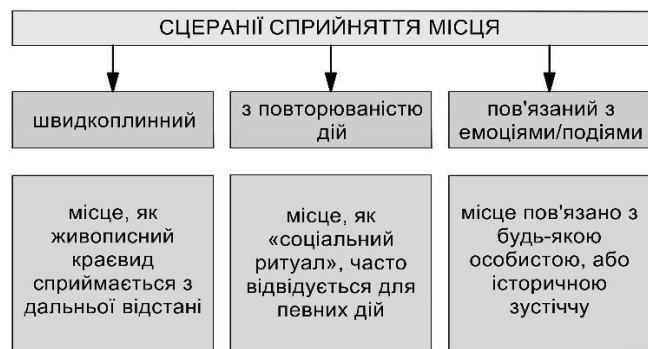 СЦЕРАНІЇ СПРИЙНЯТТЯ МІСЦЯ
швидкоплинний
з повторюваністю
дій
пов'язаний з
емоціями/подіями
місце, як
живописний
краєвид
сприймається з
дальньої відстані
місце, як
«соціальний
ритуал», часто
відвідується для
певних дій
місце пов'язано з
будь-якою
особистою, або
історичною
зустіччу